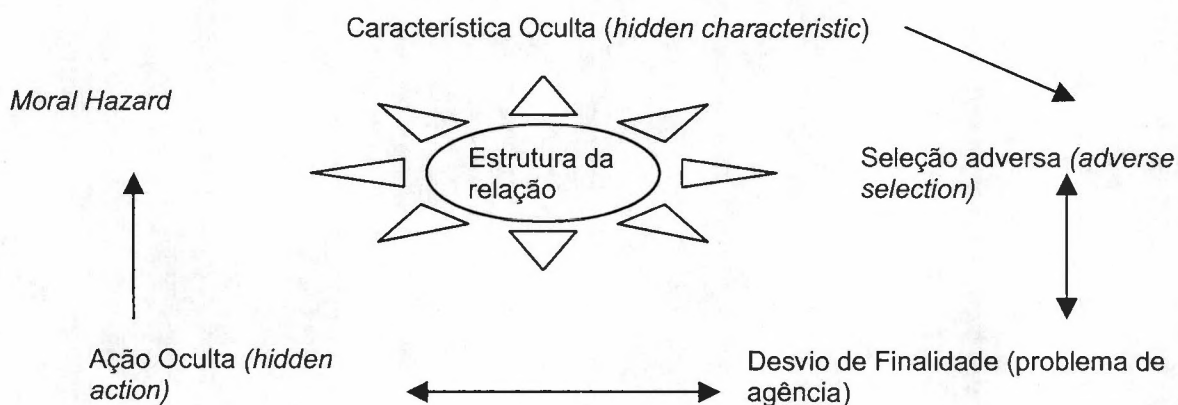 Característica Oculta (hidden characteristic)
Moral Hazard
Estrutura da
relação
Seleção adversa (adverse
selection)
Ação Oculta (hidden
action)
Desvio de Finalidade (problema de
agência)